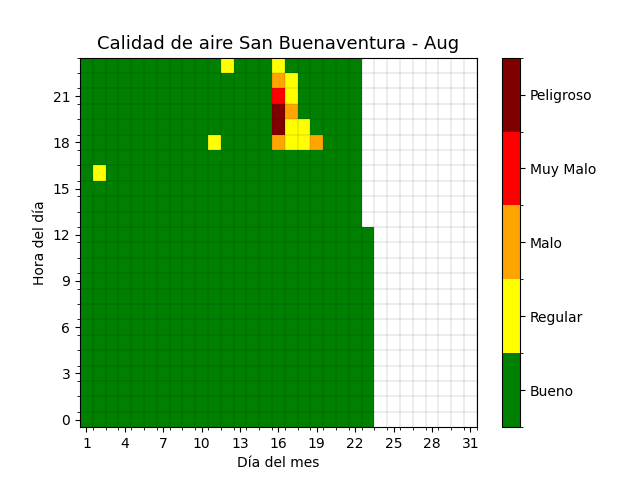 Calidad de aire San Buenaventura - Aug
Hora del día
21
18
15
12
9
6
3
0
1 4 7 10 13 16 19 22 25 28 31
Día del mes
Peligroso
Muy Malo
Malo
Regular
Bueno